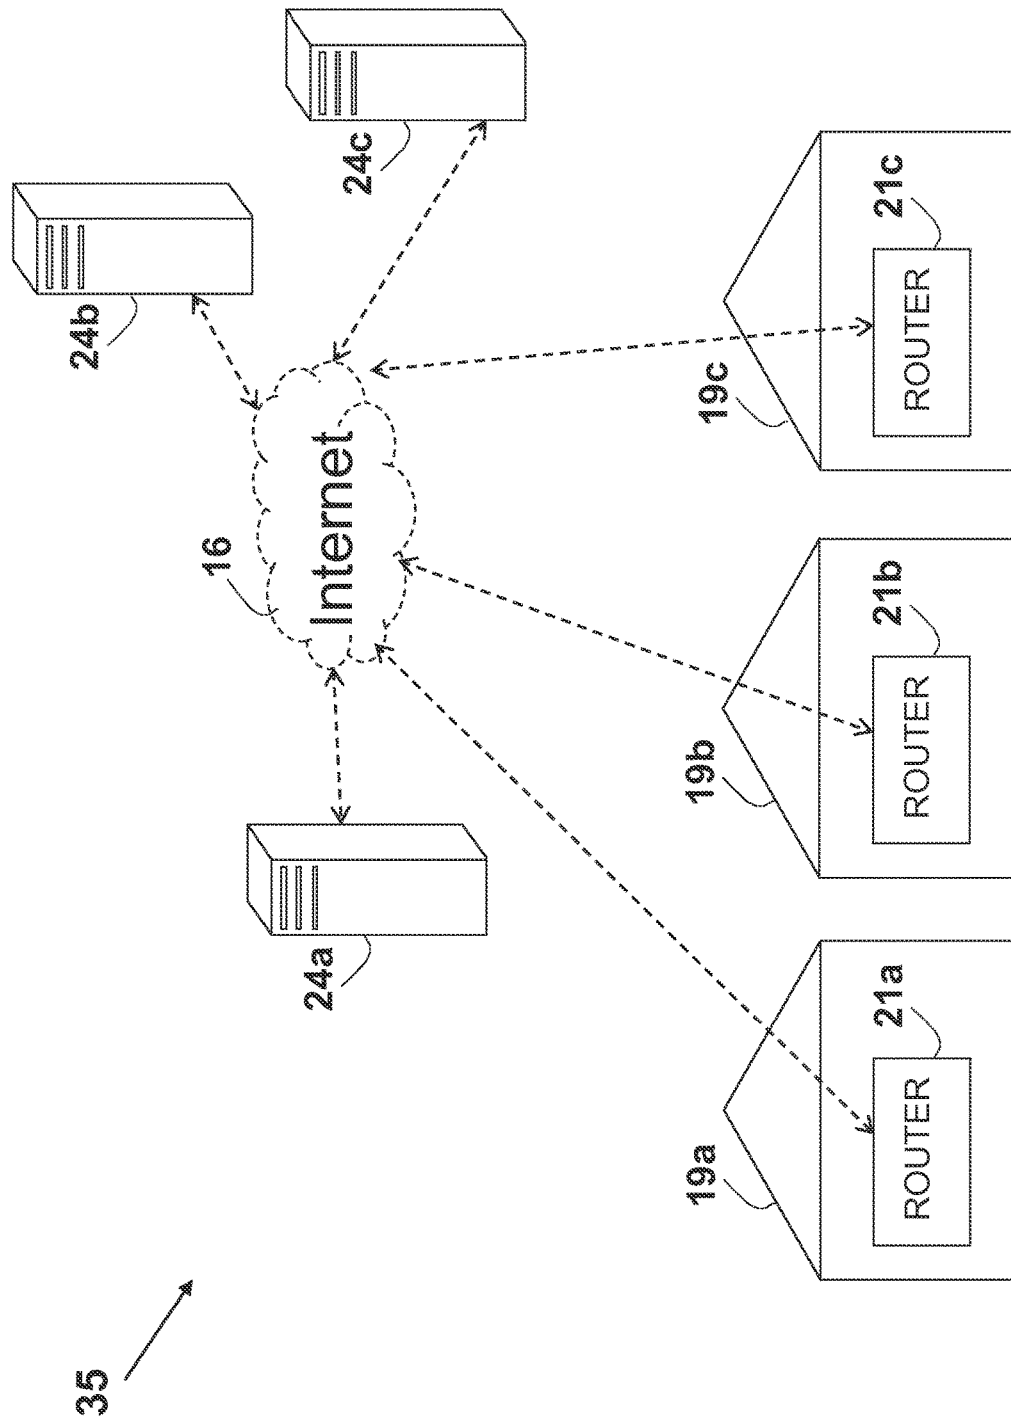 35
24a
24b
24c
16
Internet
19a
19b
19c
21a
21b
21c
ROUTER
ROUTER
ROUTER